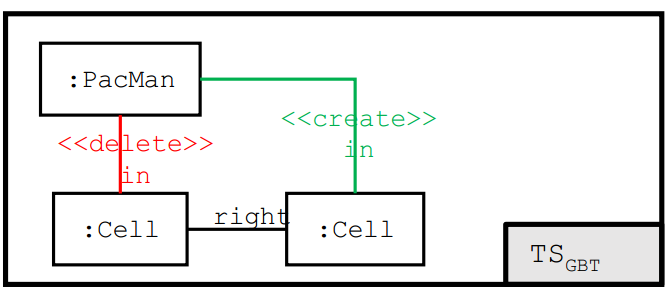 :PacMan
<<create>>
in
<<delete>>
in
right
:Cell
:Cell
TSGBT